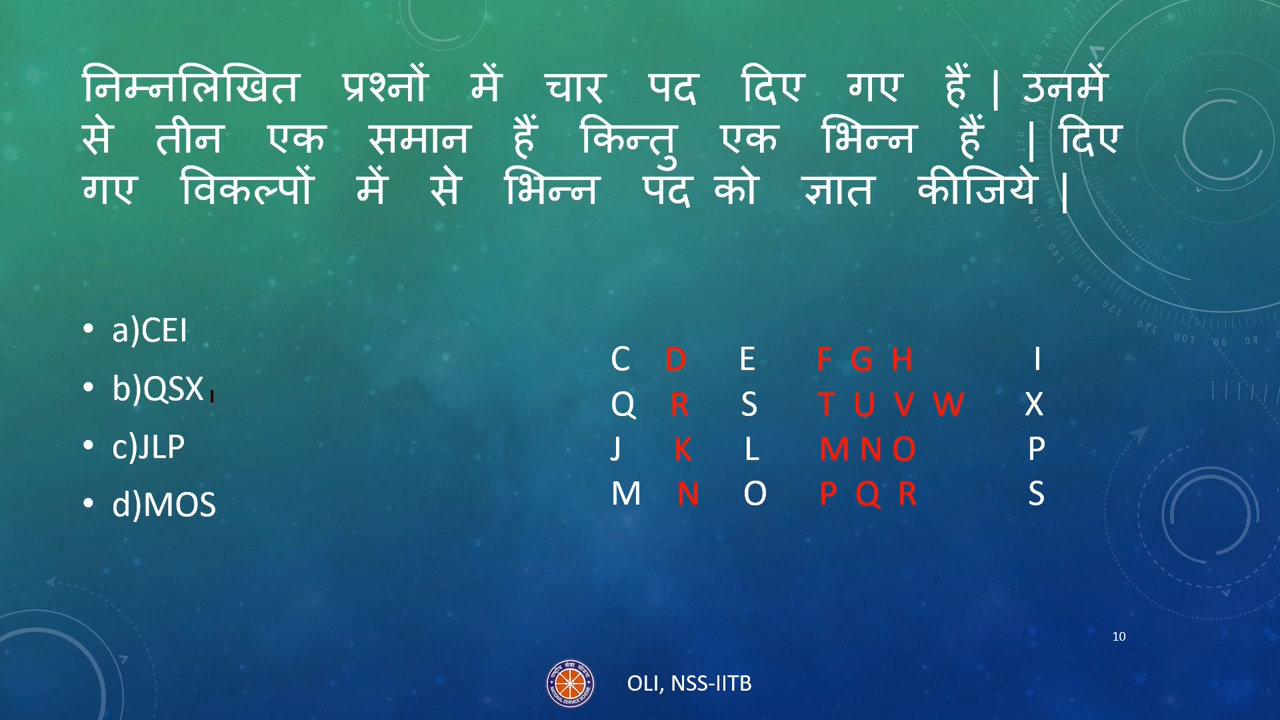 निम्नलिखित प्रश्नों में चार पद दिए गए हैं | उनमें
से तीन एक समान हैं किन्तु एक भिन्न हैं | दिए
गए विकल्पों में से भिन्न पद को ज्ञात कीजिये |
• a)CEI
• b)QSX
• c)JLP
• d)MOS
C D E F G H I
Q R S T U V W X
J K L M N O P
M N O P Q R S
10
OLI, NSS-IITB